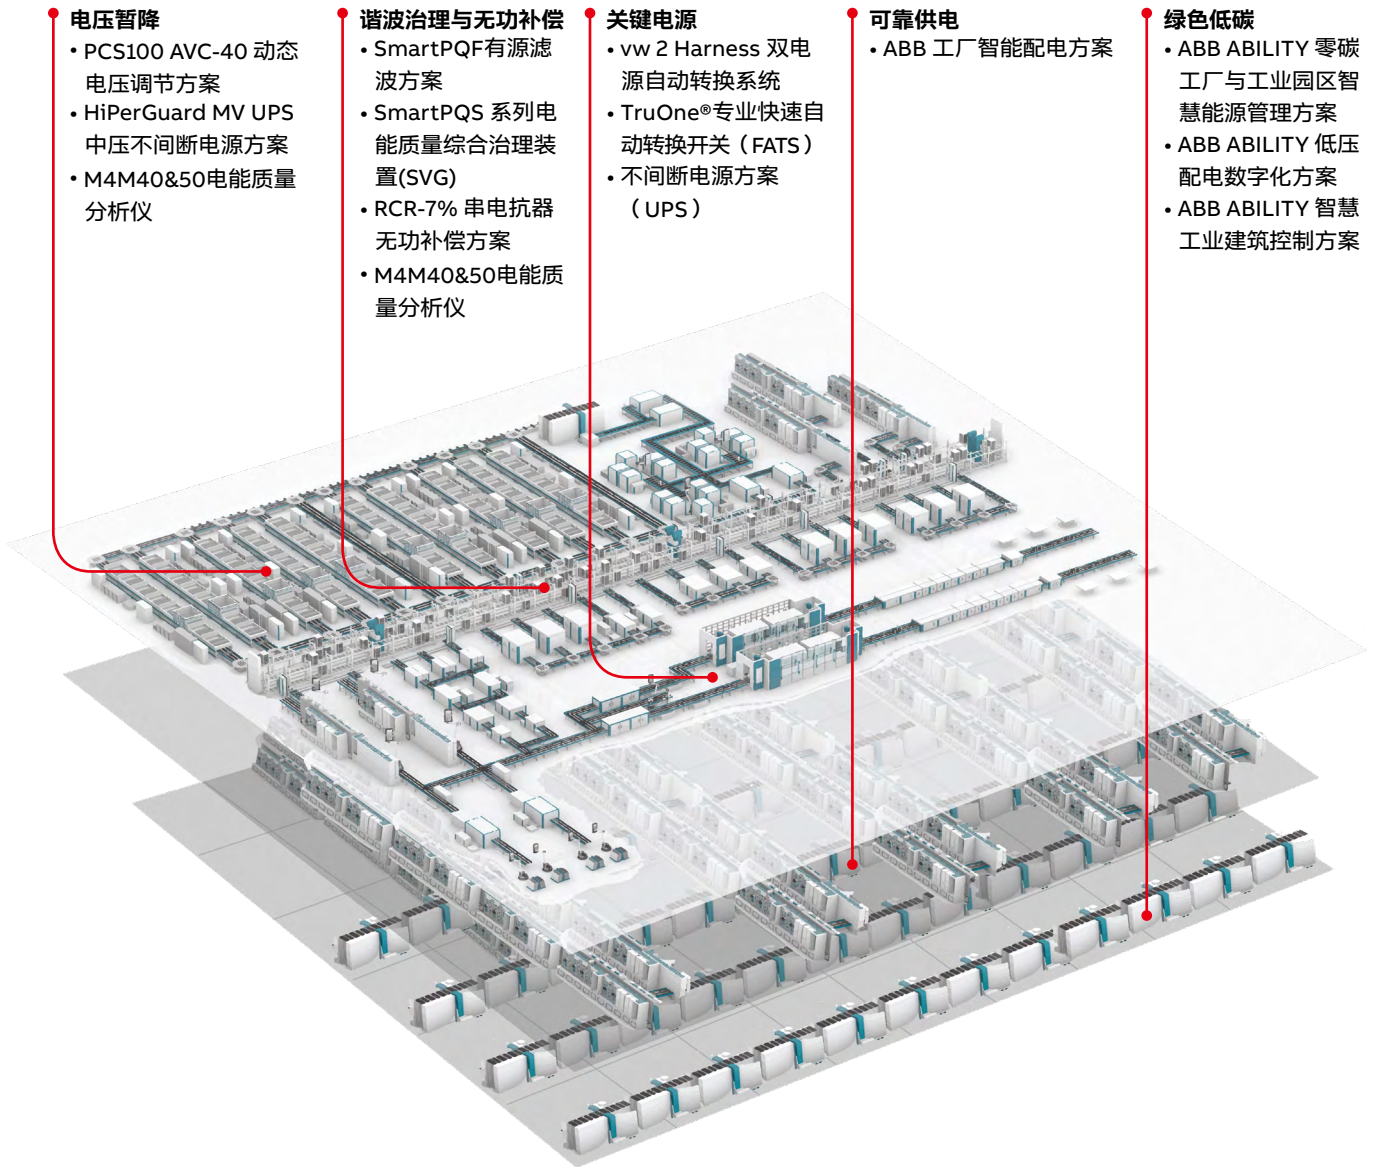 电压暂降
• PCS100 AVC-40 动态
电压调节方案
• HiPerGuard MV UPS
中压不间断电源方案
• M4M40&50电能质量
分析仪
谐波治理与无功补偿
• SmartPQF有源滤
波方案
• SmartPQS 系列电
能质量综合治理装
置(SVG)
• RCR-7% 串电抗器
无功补偿方案
• M4M40&50电能质
量分析仪
关键电源
• vw 2 Harness 双电
源自动转换系统
• TruOne®专业快速自
动转换开关（FATS）
• 不间断电源方案
（UPS）
可靠供电
• ABB 工厂智能配电方案
绿色低碳
• ABB ABILITY 零碳
工厂与工业园区智
慧能源管理方案
• ABB ABILITY 低压
配电数字化方案
• ABB ABILITY 智慧
工业建筑控制方案